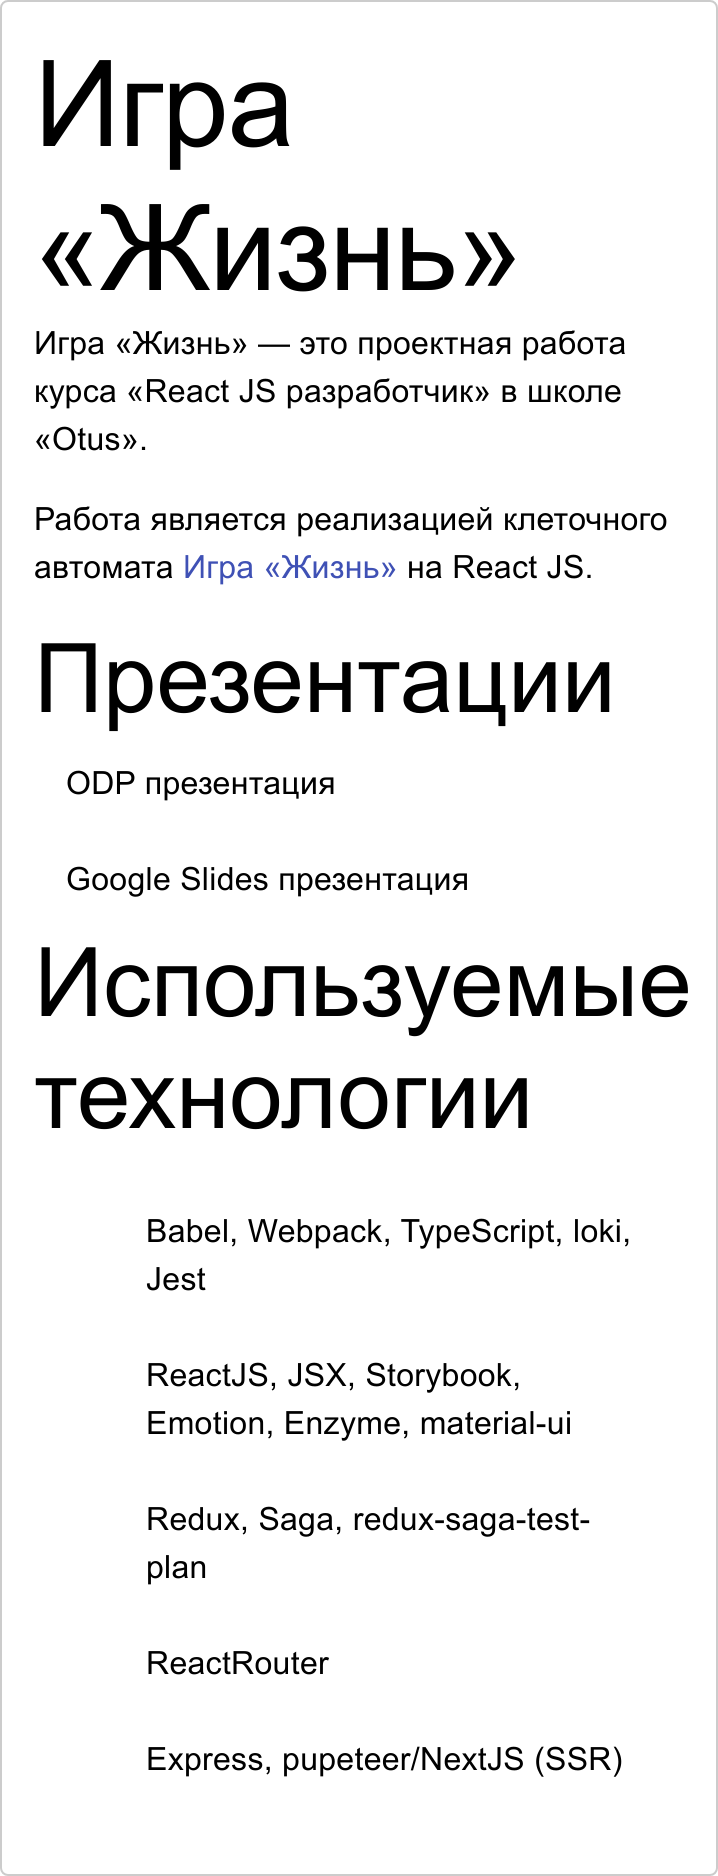 Игра
«Жизнь»
Игра «Жизнь» — это проектная работа
курса «React JS разработчик» в школе
«Otus».
Работа является реализацией клеточного
автомата Игра «Жизнь» на React JS.
Презентации
ODP презентация
Google Slides презентация
Используемые
технологии
Babel, Webpack, TypeScript, loki,
Jest
ReactJS, JSX, Storybook,
Emotion, Enzyme, material-ui
Redux, Saga, redux-saga-test-
plan
ReactRouter
Express, pupeteer/NextJS (SSR)